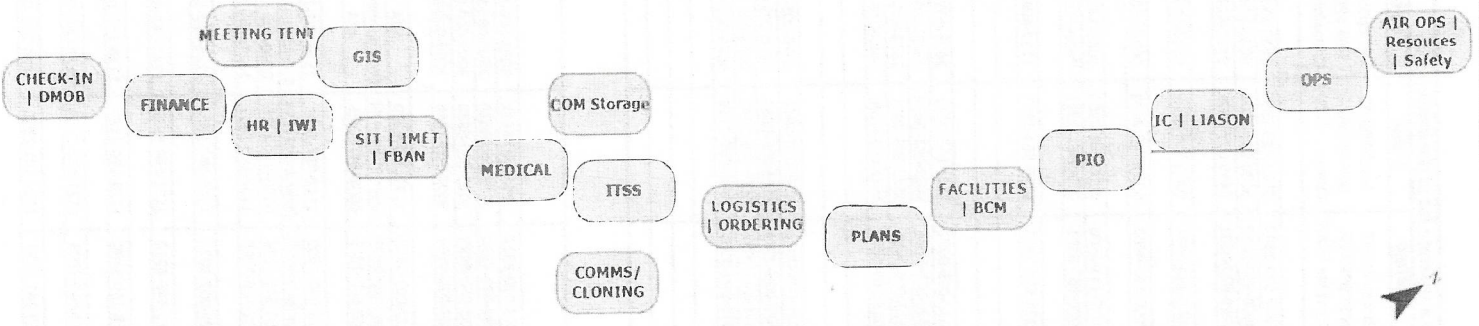 CHECK-IN
| DMOB
FINANCE
MEETING TENT
GIS
HR | IWI
SIT | IMET
| FBAN
MEDICAL
COM Storage
ITSS
COMMS/
CLONING
LOGISTICS
| ORDERING
PLANS
FACILITIES
| BCM
PIO
IC | LIASON
OPS
AIR OPS |
Resouces
| Safety